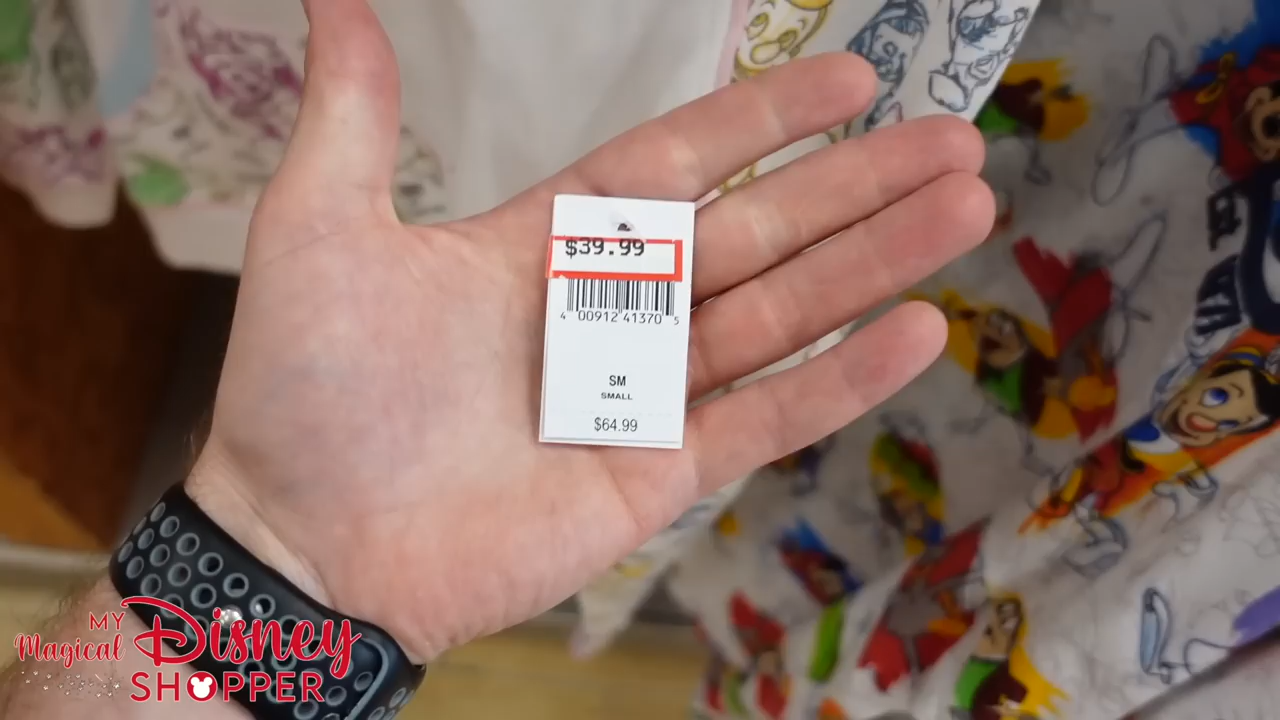 $39.99
4 00912 41370 5
SM
SMALL
$64.99
MY
Magical Disney
SHOPPER